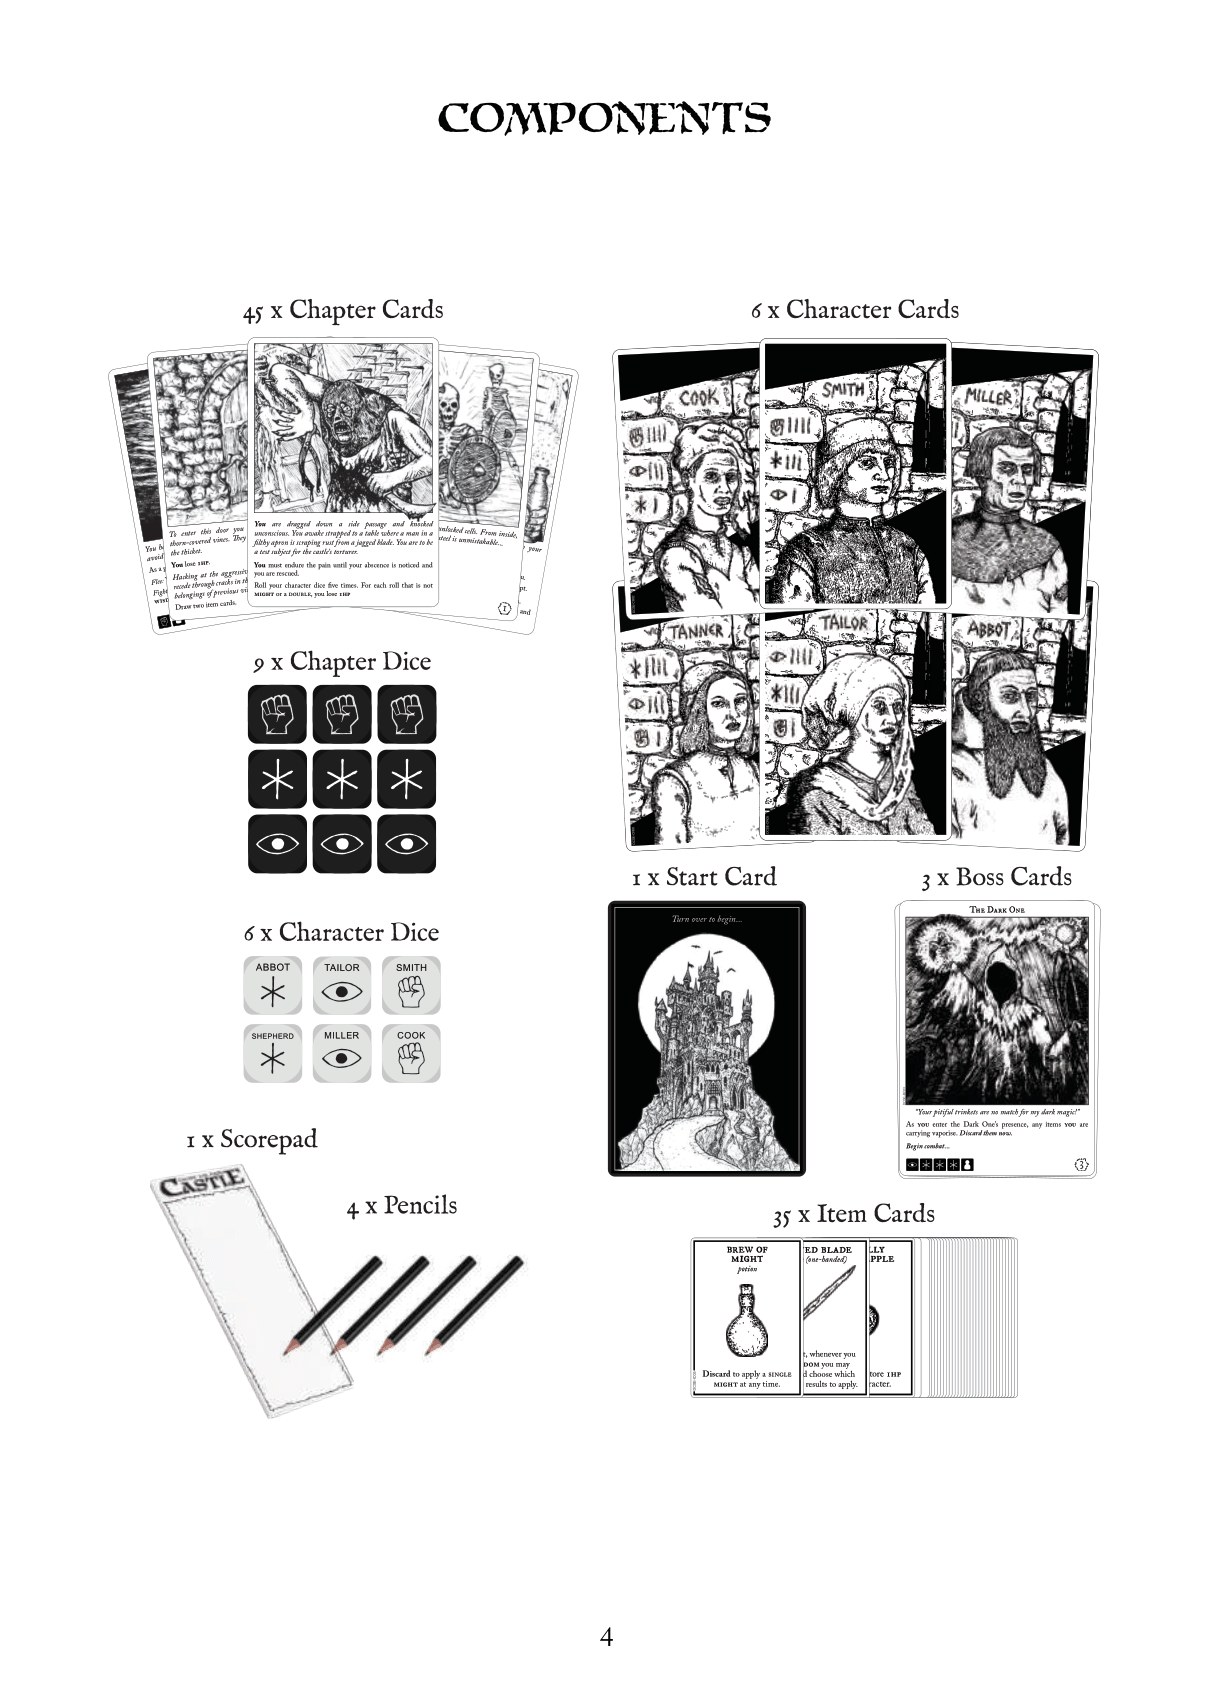 COMPONENTS
45 x Chapter Cards
To enter this door you
thorn-covered vines. They
the thicket.
You lose 1HP.
Hacking at the aggressiv
recede through cracks in th
belongings of previous vi
Draw two item cards.
You are dragged down a side passage and knocked
unconscious. You awake strapped to a table where a man in a
filthy apron is scraping rust from a jagged blade. You are to be
a test subject for the castle's torturer.
You must endure the pain until your abscence is noticed and
you are rescued.
Roll your character dice five times. For each roll that is not
MIGHT or a DOUBLE, you lose 1HP
1
unlocked cells. From inside,
steel is unmistakable...
your
and
6 x Character Cards
COOK
SMITH
MILLER
TANNER
TAILOR
ABBOT
9 x Chapter Dice
6 x Character Dice
ABBOT
TAILOR
SMITH
SHEPHERD
MILLER
COOK
1 x Start Card
Turn over to begin...
3 x Boss Cards
The Dark One
"Your pitiful trinkets are no match for my dark magic!"
As you enter the Dark One's presence, any items you are
carrying vaporise. Discard them now.
Begin combat...
3
1 x Scorepad
CASTLE
4 x Pencils
35 x Item Cards
BREW OF
MIGHT
potion
Discard to apply a SINGLE
MIGHT at any time.
ED BLADE
(one-handed)
t, whenever you
DOM you may
d choose which
results to apply.
LLY
PPLE
tore 1HP
racter.
4